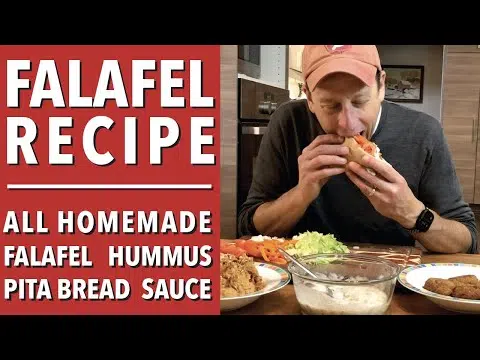 FALAFEL
RECIPE
ALL HOMEMADE
FALAFEL HUMMUS
PITA BREAD SAUCE